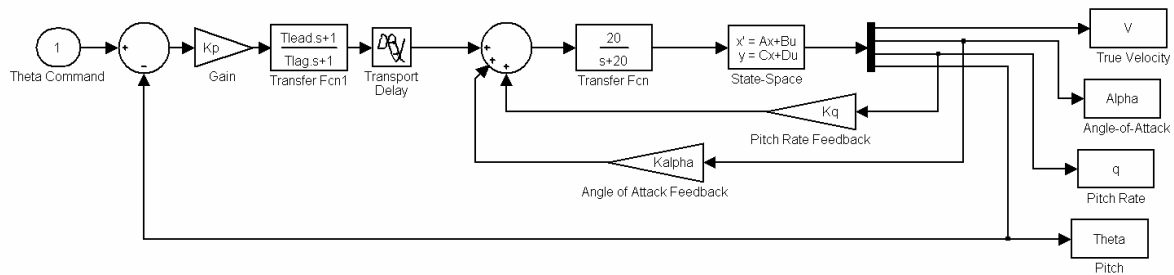 1
Theta Command
+
-
Kp
Gain
Tlead.s+1
Tlag.s+1
Transfer Fcn1
Transport
Delay
+
+
+
20
s+20
Transfer Fcn
x' = Ax+Bu
y = Cx+Du
State-Space
V
True Velocity
Alpha
Angle-of-Attack
Kq
Pitch Rate Feedback
Kalpha
Angle of Attack Feedback
q
Pitch Rate
Theta
Pitch